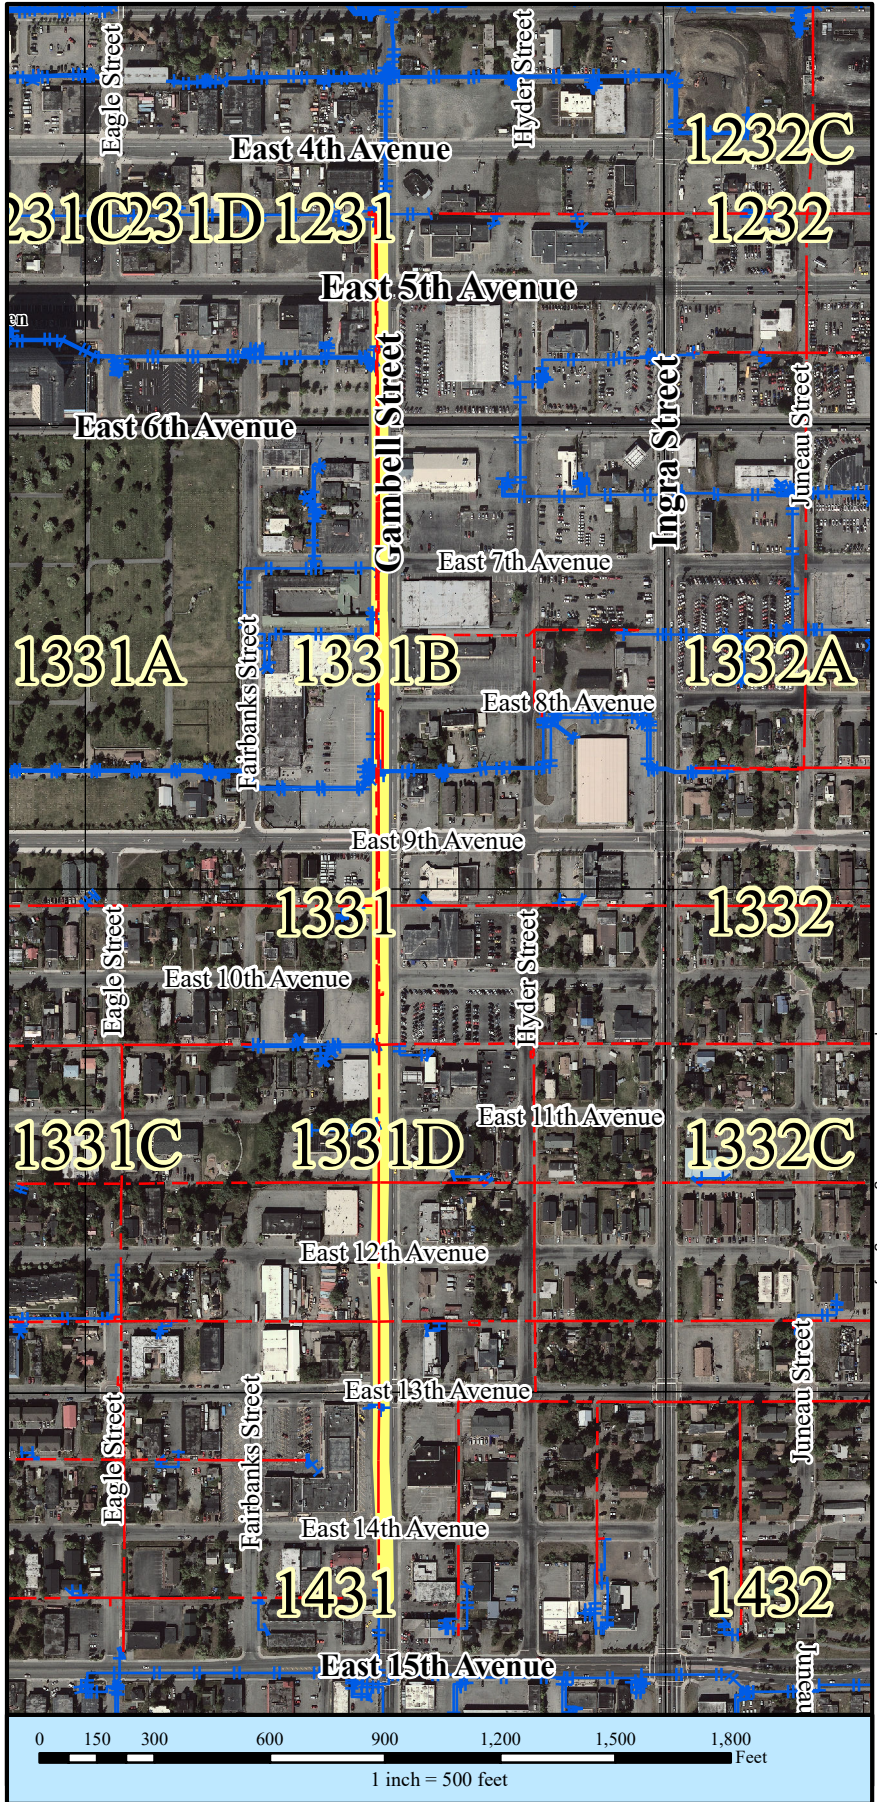 Eagle Street
Hyder Street
East 4th Avenue
1232C
231C
231D
1231
1232
East 5th Avenue
en
Gambell Street
Ingra Street
Juneau Street
East 6th Avenue
East 7th Avenue
Fairbanks Street
1331A
1331B
1332A
East 8th Avenue
East 9th Avenue
1331
1332
Eagle Street
Hyder Street
East 10th Avenue
East 11th Avenue
1331C
1331D
1332C
East 12th Avenue
Juneau Street
East 13th Avenue
Eagle Street
Fairbanks Street
East 14th Avenue
1431
1432
East 15th Avenue
Juneau
0 150 300 600 900 1,200 1,500 1,800
Feet
1 inch = 500 feet